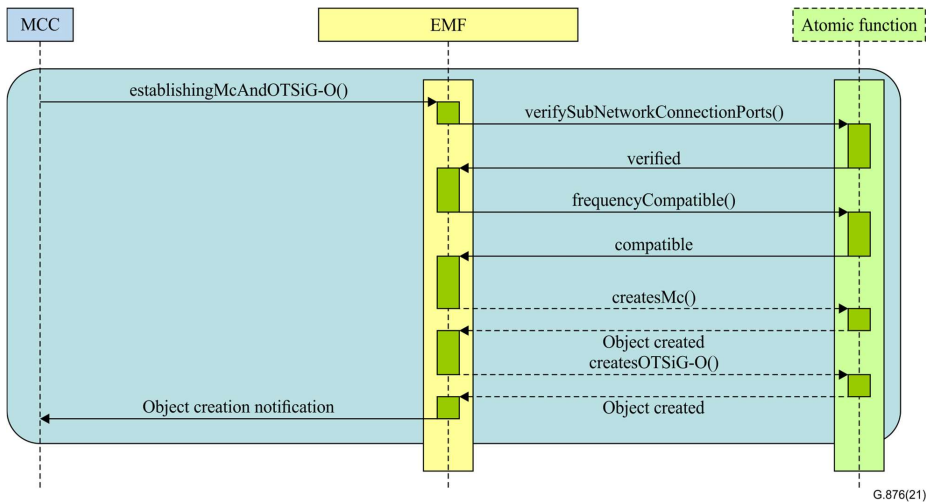 MCC
EMF
Atomic function
establishingMcAndOTSiG-O()
verifySubNetworkConnectionPorts()
verified
frequencyCompatible()
compatible
createsMc()
Object created
createsOTSiG-O()
Object created
Object creation notification
G.876(21)